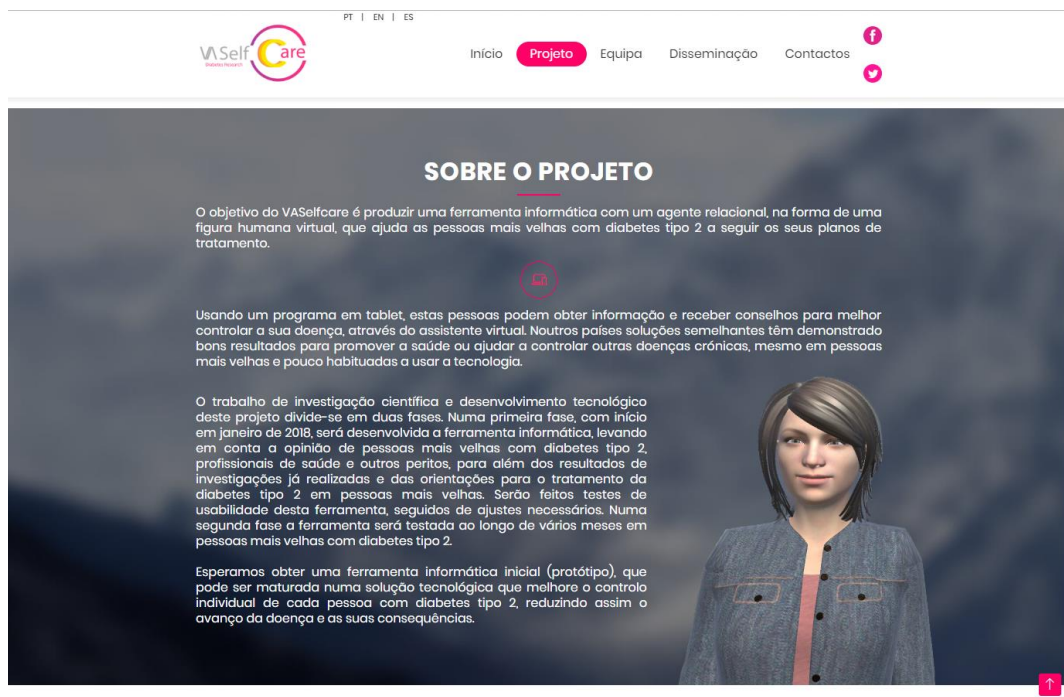 PT | EN | ES
VASelf Care
Diabetes Research
Início
Projeto
Equipa
Disseminação
Contactos
SOBRE O PROJETO
O objetivo do VASelfcare é produzir uma ferramenta informática com um agente relacional, na forma de uma
figura humana virtual, que ajuda as pessoas mais velhas com diabetes tipo 2 a seguir os seus planos de
tratamento.
Usando um programa em tablet, estas pessoas podem obter informação e receber conselhos para melhor
controlar a sua doença, através do assistente virtual. Noutros países soluções semelhantes têm demonstrado
bons resultados para promover a saúde ou ajudar a controlar outras doenças crónicas, mesmo em pessoas
mais velhas e pouco habituadas a usar a tecnologia.
O trabalho de investigação científica e desenvolvimento tecnológico
deste projeto divide-se em duas fases. Numa primeira fase, com início
em janeiro de 2018, será desenvolvida a ferramenta informática, levando
em conta a opinião de pessoas mais velhas com diabetes tipo 2,
profissionais de saúde e outros peritos, para além dos resultados de
investigações já realizadas e das orientações para o tratamento da
diabetes tipo 2 em pessoas mais velhas. Serão feitos testes de
usabilidade desta ferramenta, seguidos de ajustes necessários. Numa
segunda fase a ferramenta será testada ao longo de vários meses em
pessoas mais velhas com diabetes tipo 2.
Esperamos obter uma ferramenta informática inicial (protótipo), que
pode ser maturada numa solução tecnológica que melhore o controlo
individual de cada pessoa com diabetes tipo 2, reduzindo assim o
avanço da doença e as suas consequências.